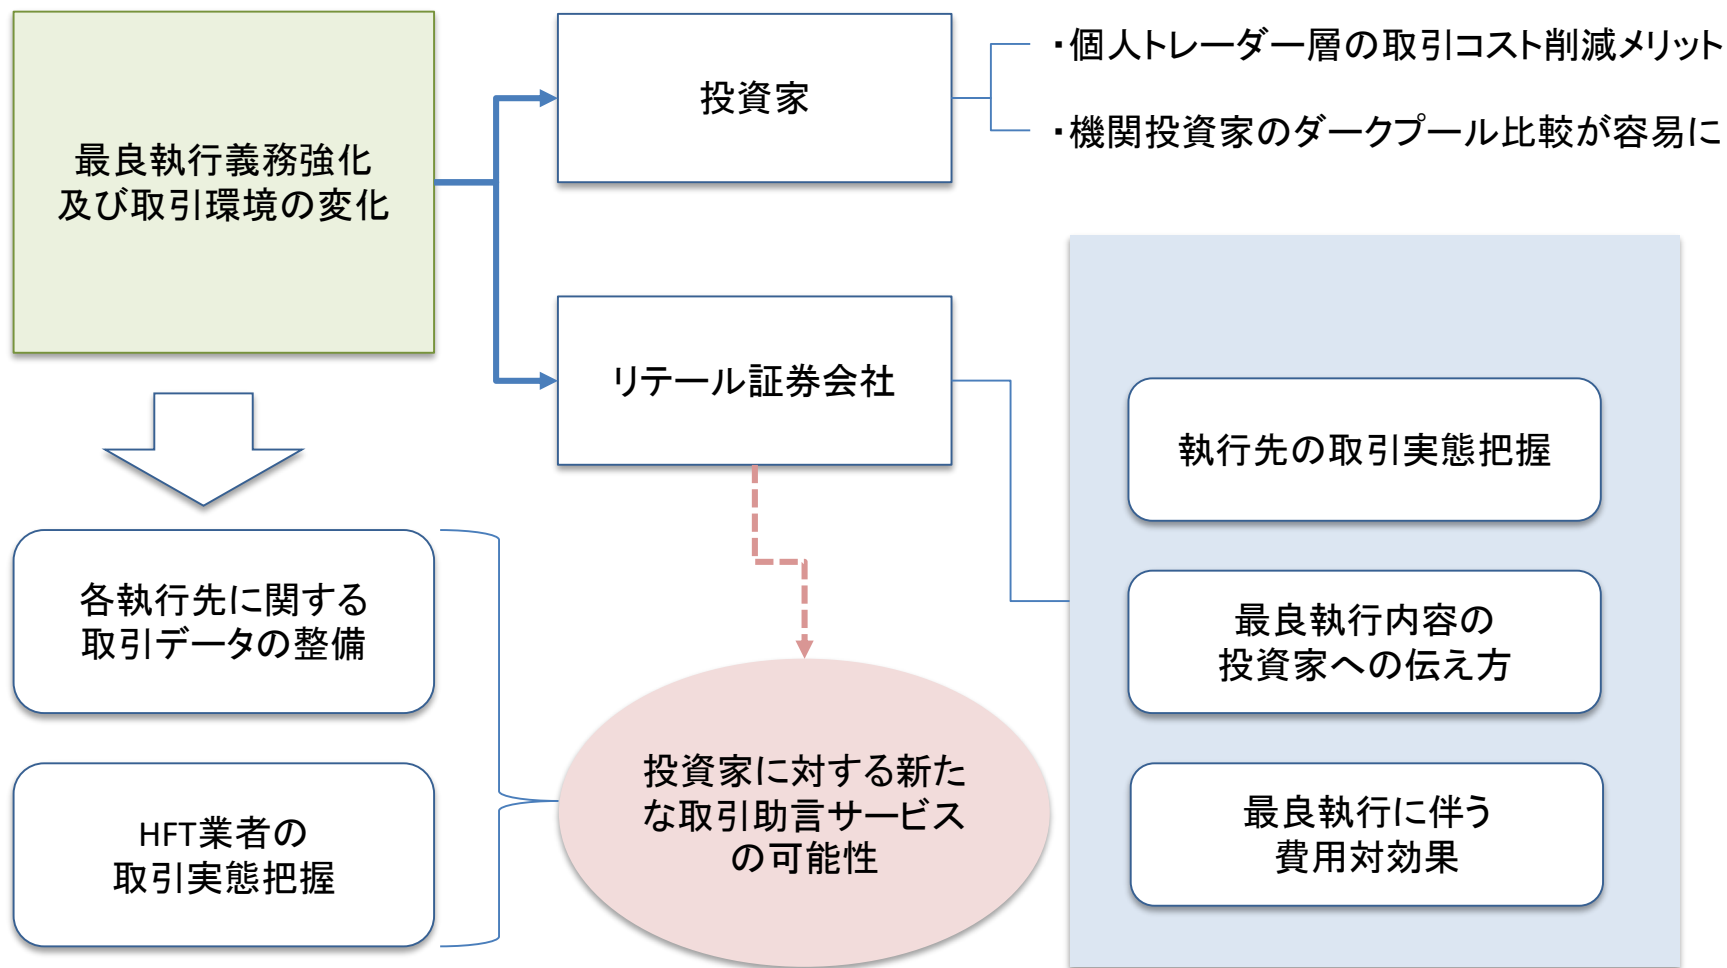 最良執行義務強化
及び取引環境の変化
投資家
・個人トレーダー層の取引コスト削減メリット
・機関投資家のダークプール比較が容易に
リテール証券会社
執行先の取引実態把握
最良執行内容の
投資家への伝え方
最良執行に伴う
費用対効果
各執行先に関する
取引データの整備
HFT業者の
取引実態把握
投資家に対する新た
な取引助言サービス
の可能性